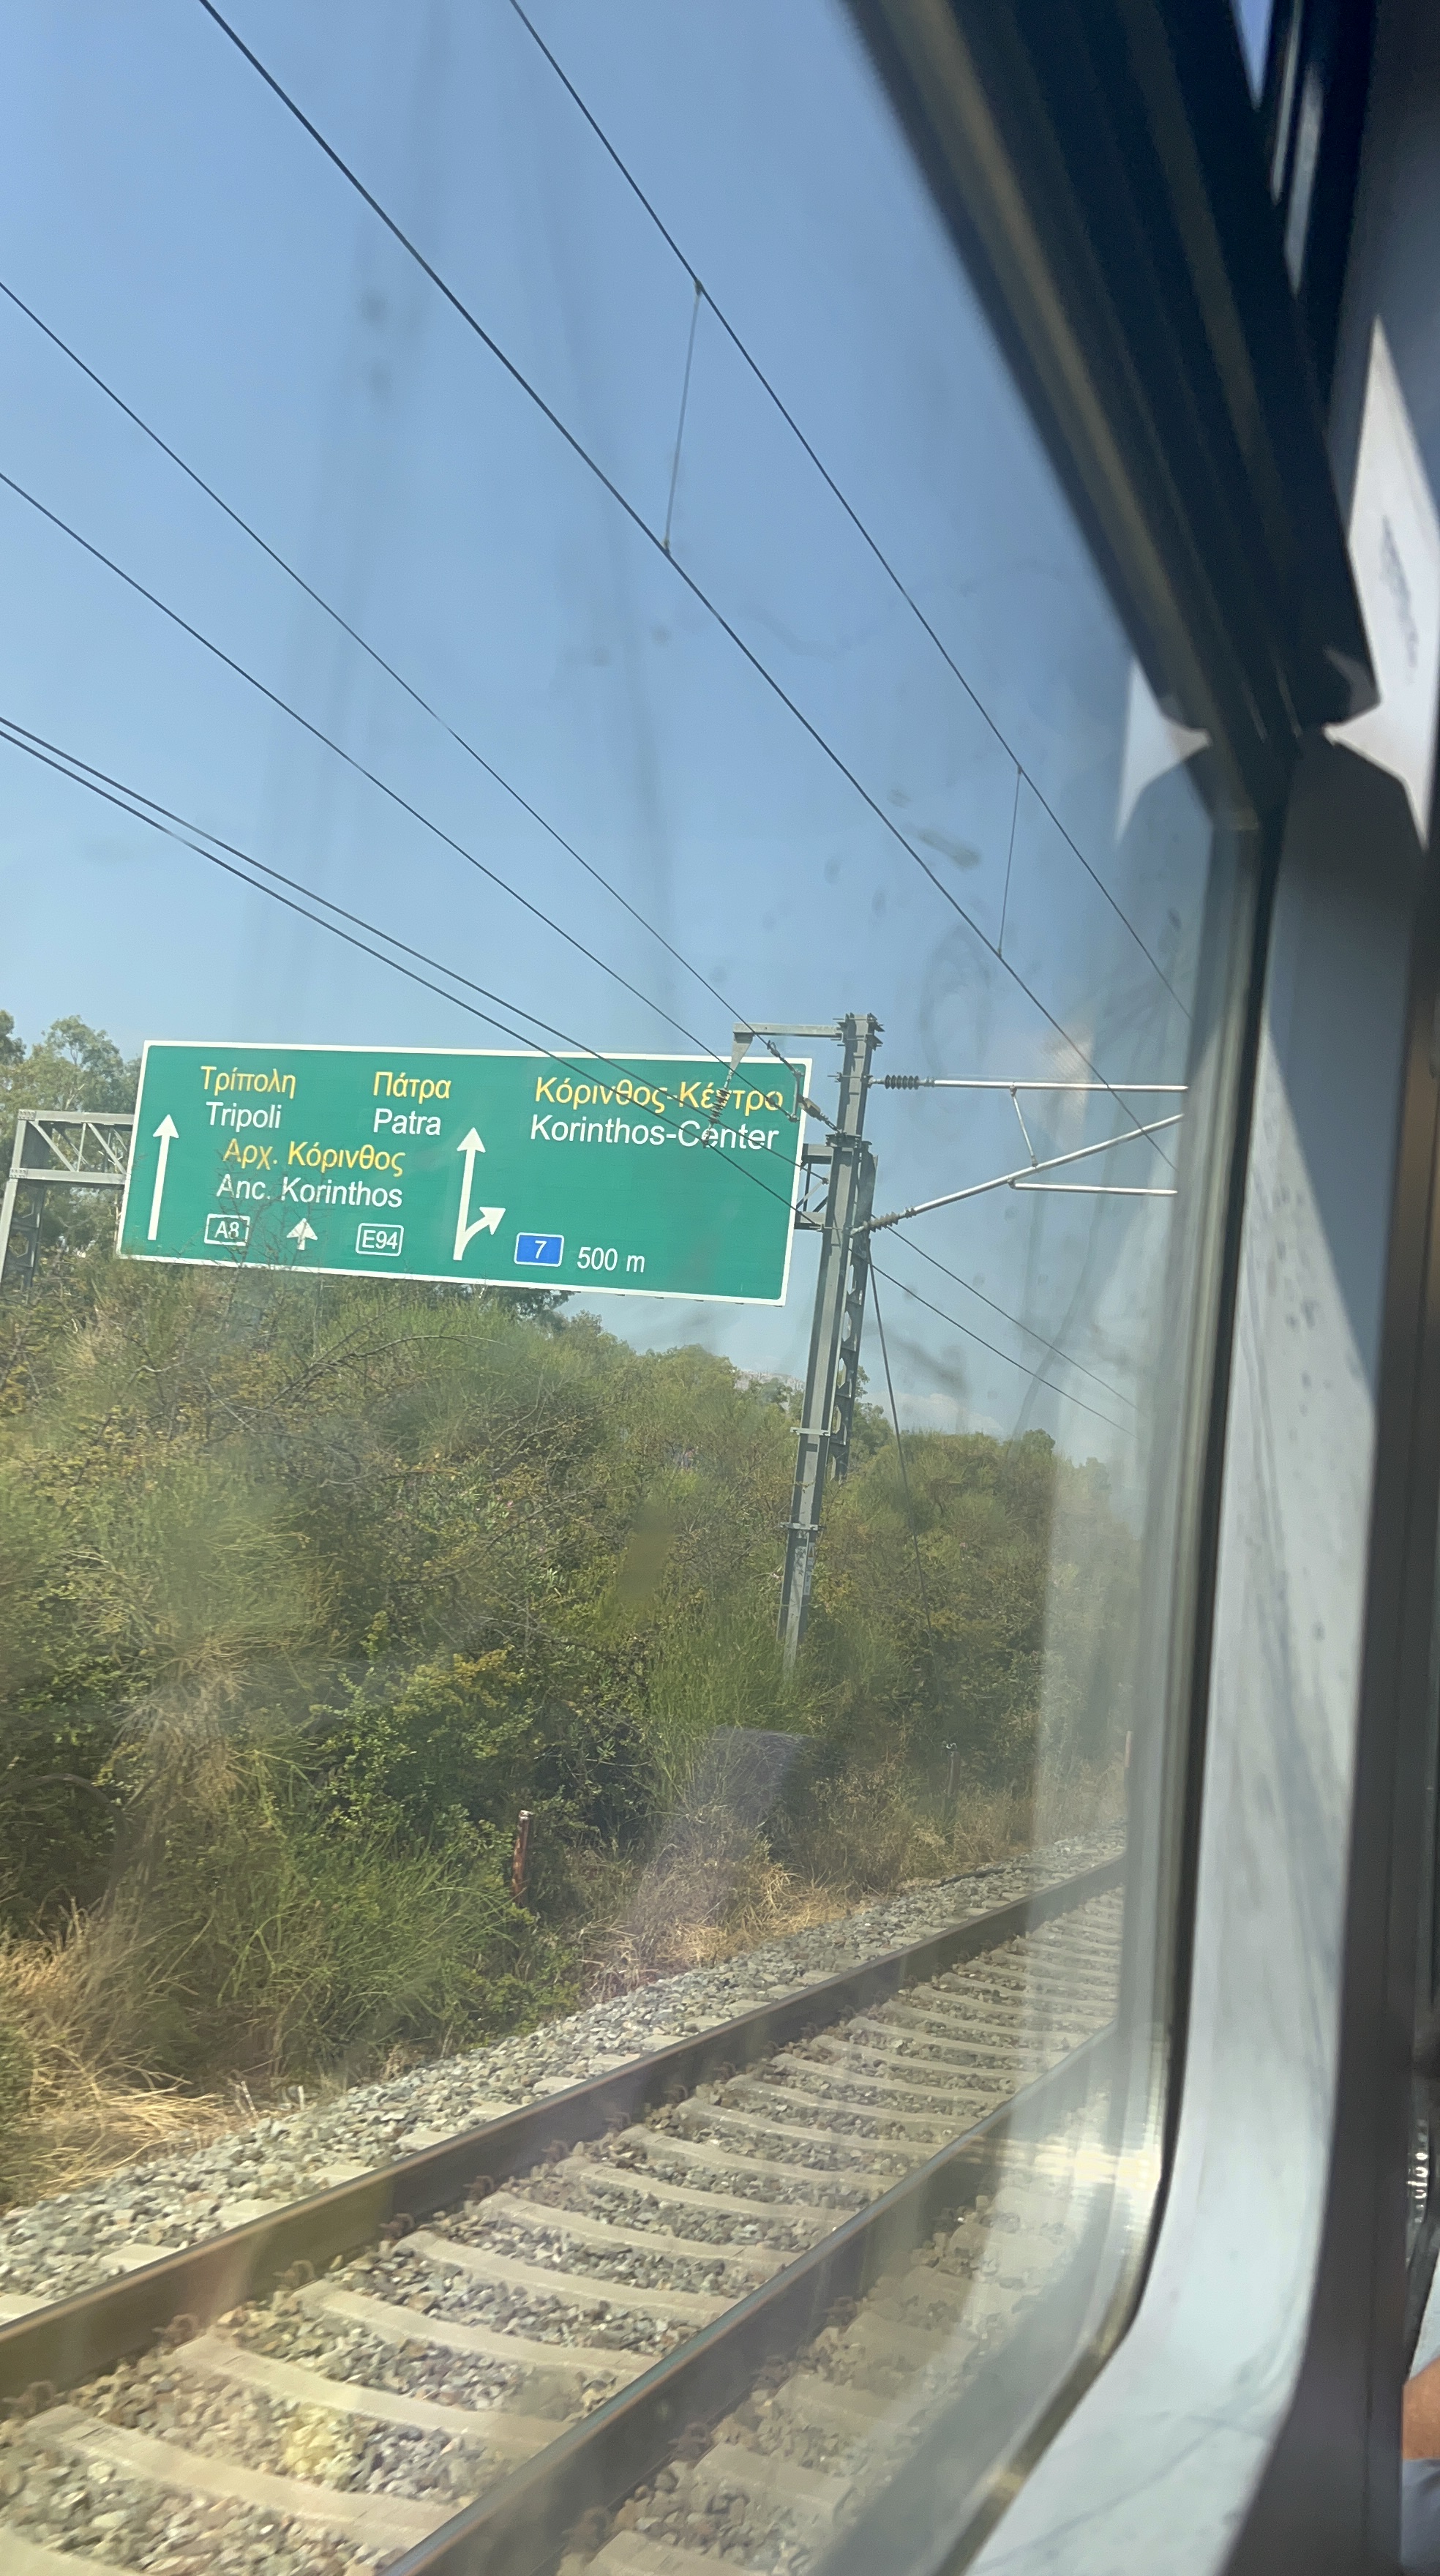 Τρίπολη Πάτρα Κόρινθος-Κέντρο
Tripoli Patra Korinthos-Center
Αρχ. Κόρινθος
Anc. Korinthos
A8 E94 7 500 m